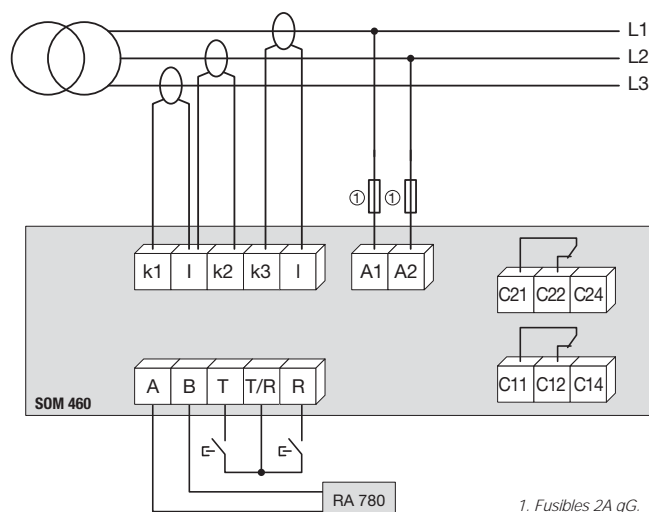 L1
L2
L3
① ①
k1 l k2 k3 l
A1 A2
C21 C22 C24
C11 C12 C14
A B T T/R R
SOM 460
RA 780
1. Fusibles 2A gG.